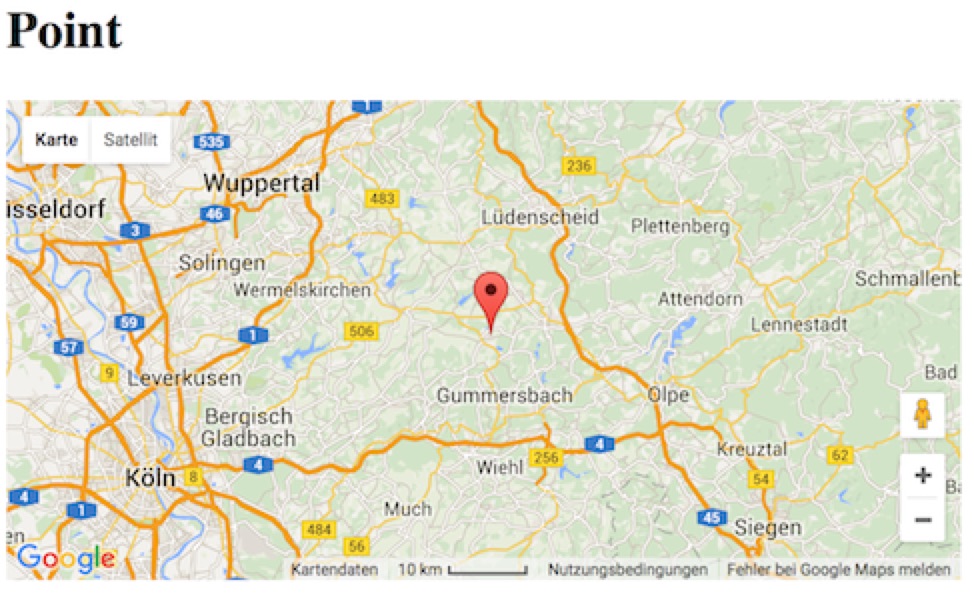 Point
1
Karte Satellit
535
236
Wuppertal
483
isseldorf
46
Lüdenscheid
Plettenberg
3
Solingen
Schmallenb
Wermelskirchen
Attendorn
59
Lennestadt
1
506
57
9
Leverkusen
Bad
Gummersbach
Olpe
Bergisch
Gladbach
4
Kreuztal
256
62
4
Wiehl
Köln
8
54
+
4
1
Much
45
Siegen
484
−
en
56
Google
Kartendaten 10 km Nutzungsbedingungen Fehler bei Google Maps melden